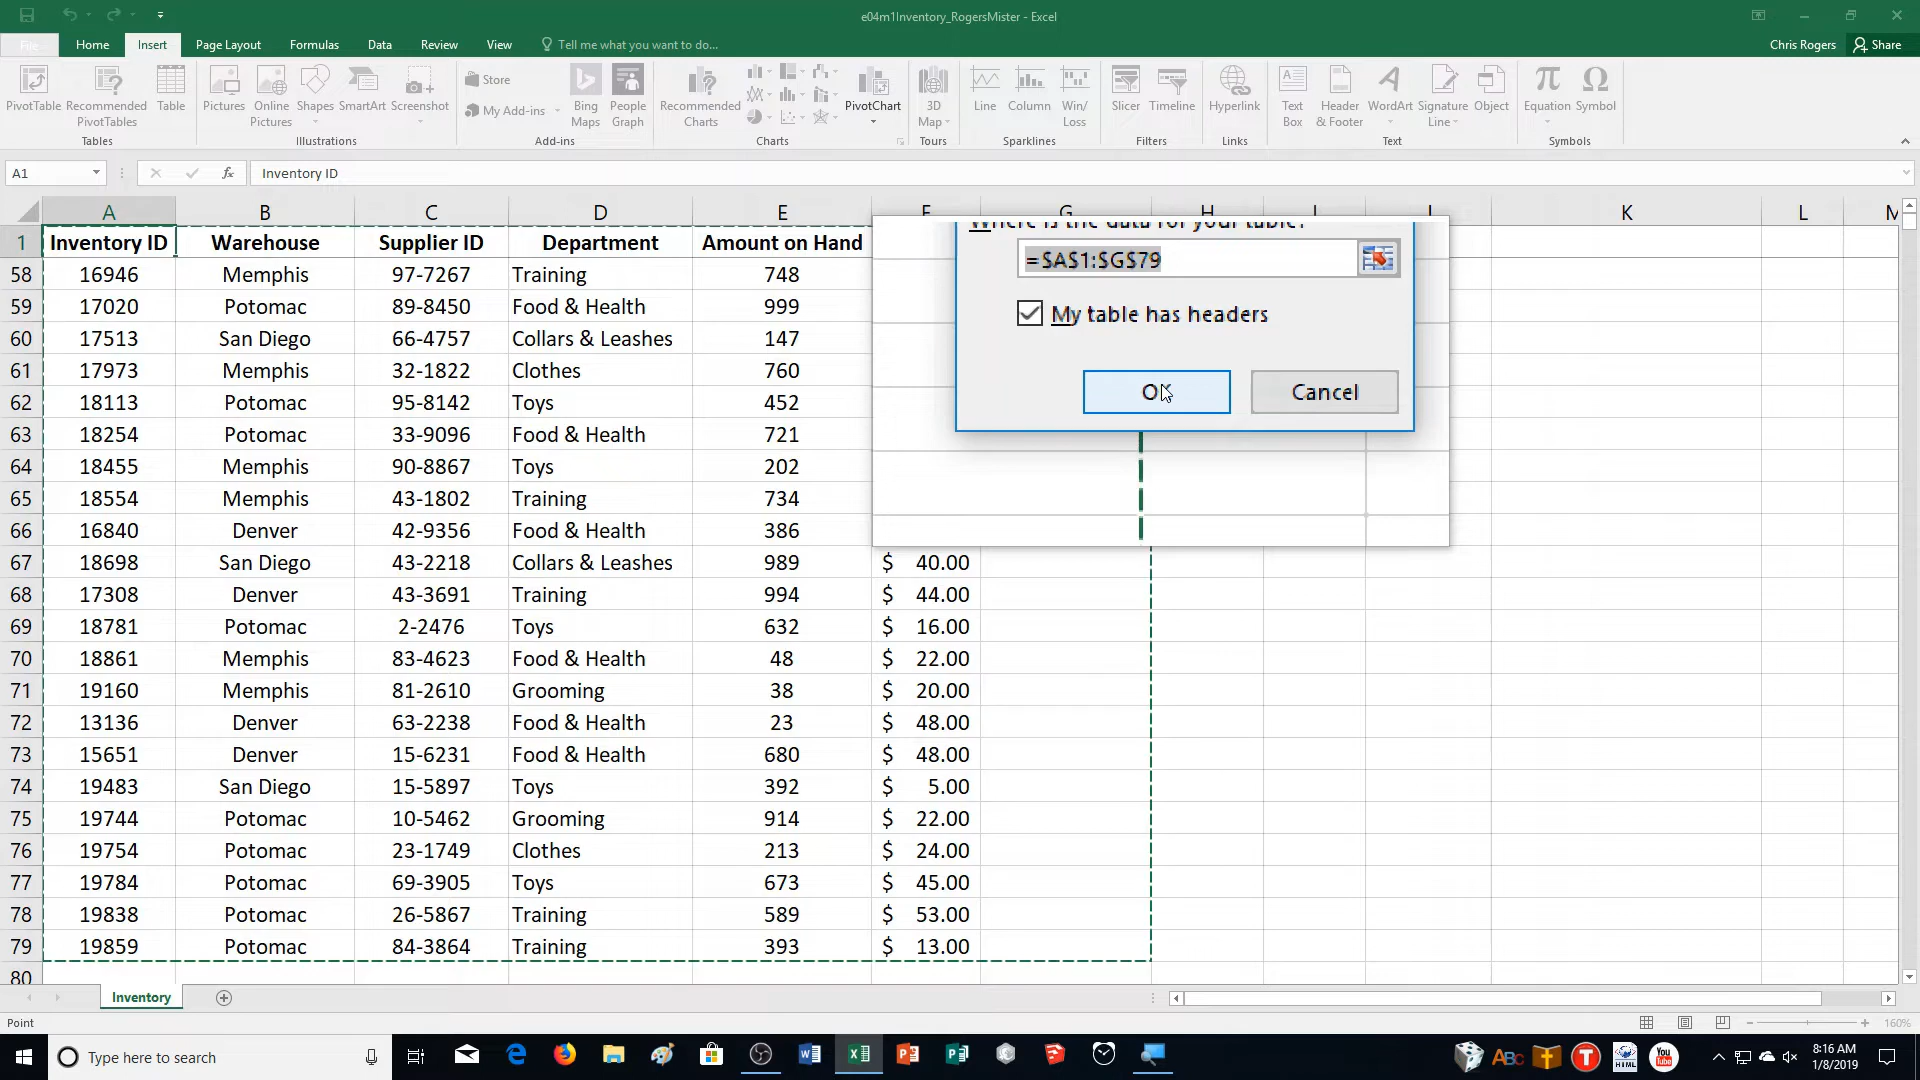 e04m1Inventory_RogersMister - Excel
File Home Insert Page Layout Formulas Data Review View Tell me what you want to do... Chris Rogers Share
PivotTable Recommended PivotTables Table Tables
Pictures Online Pictures Shapes SmartArt Screenshot Illustrations
Store My Add-ins Bing Maps People Graph Add-ins
Recommended Charts PivotChart Charts
3D Map Tours
Line Column Win/Loss Sparklines
Slicer Timeline Filters
Hyperlink Links
Text Box Header & Footer WordArt Signature Line Object Text
Equation Symbol Symbols
A1 fx Inventory ID
A B C D E F G H I J K L M
1 Inventory ID Warehouse Supplier ID Department Amount on Hand
58 16946 Memphis 97-7267 Training 748
59 17020 Potomac 89-8450 Food & Health 999
60 17513 San Diego 66-4757 Collars & Leashes 147
61 17973 Memphis 32-1822 Clothes 760
62 18113 Potomac 95-8142 Toys 452
63 18254 Potomac 33-9096 Food & Health 721
64 18455 Memphis 90-8867 Toys 202
65 18554 Memphis 43-1802 Training 734
66 16840 Denver 42-9356 Food & Health 386
67 18698 San Diego 43-2218 Collars & Leashes 989 $ 40.00
68 17308 Denver 43-3691 Training 994 $ 44.00
69 18781 Potomac 2-2476 Toys 632 $ 16.00
70 18861 Memphis 83-4623 Food & Health 48 $ 22.00
71 19160 Memphis 81-2610 Grooming 38 $ 20.00
72 13136 Denver 63-2238 Food & Health 23 $ 48.00
73 15651 Denver 15-6231 Food & Health 680 $ 48.00
74 19483 San Diego 15-5897 Toys 392 $ 5.00
75 19744 Potomac 10-5462 Grooming 914 $ 22.00
76 19754 Potomac 23-1749 Clothes 213 $ 24.00
77 19784 Potomac 69-3905 Toys 673 $ 45.00
78 19838 Potomac 26-5867 Training 589 $ 53.00
79 19859 Potomac 84-3864 Training 393 $ 13.00
80
Where is the data for your table?
=$A$1:$G$79
My table has headers
OK Cancel
Inventory
Point 160%
Type here to search
ABC
HTML
You Tube
8:16 AM
1/8/2019